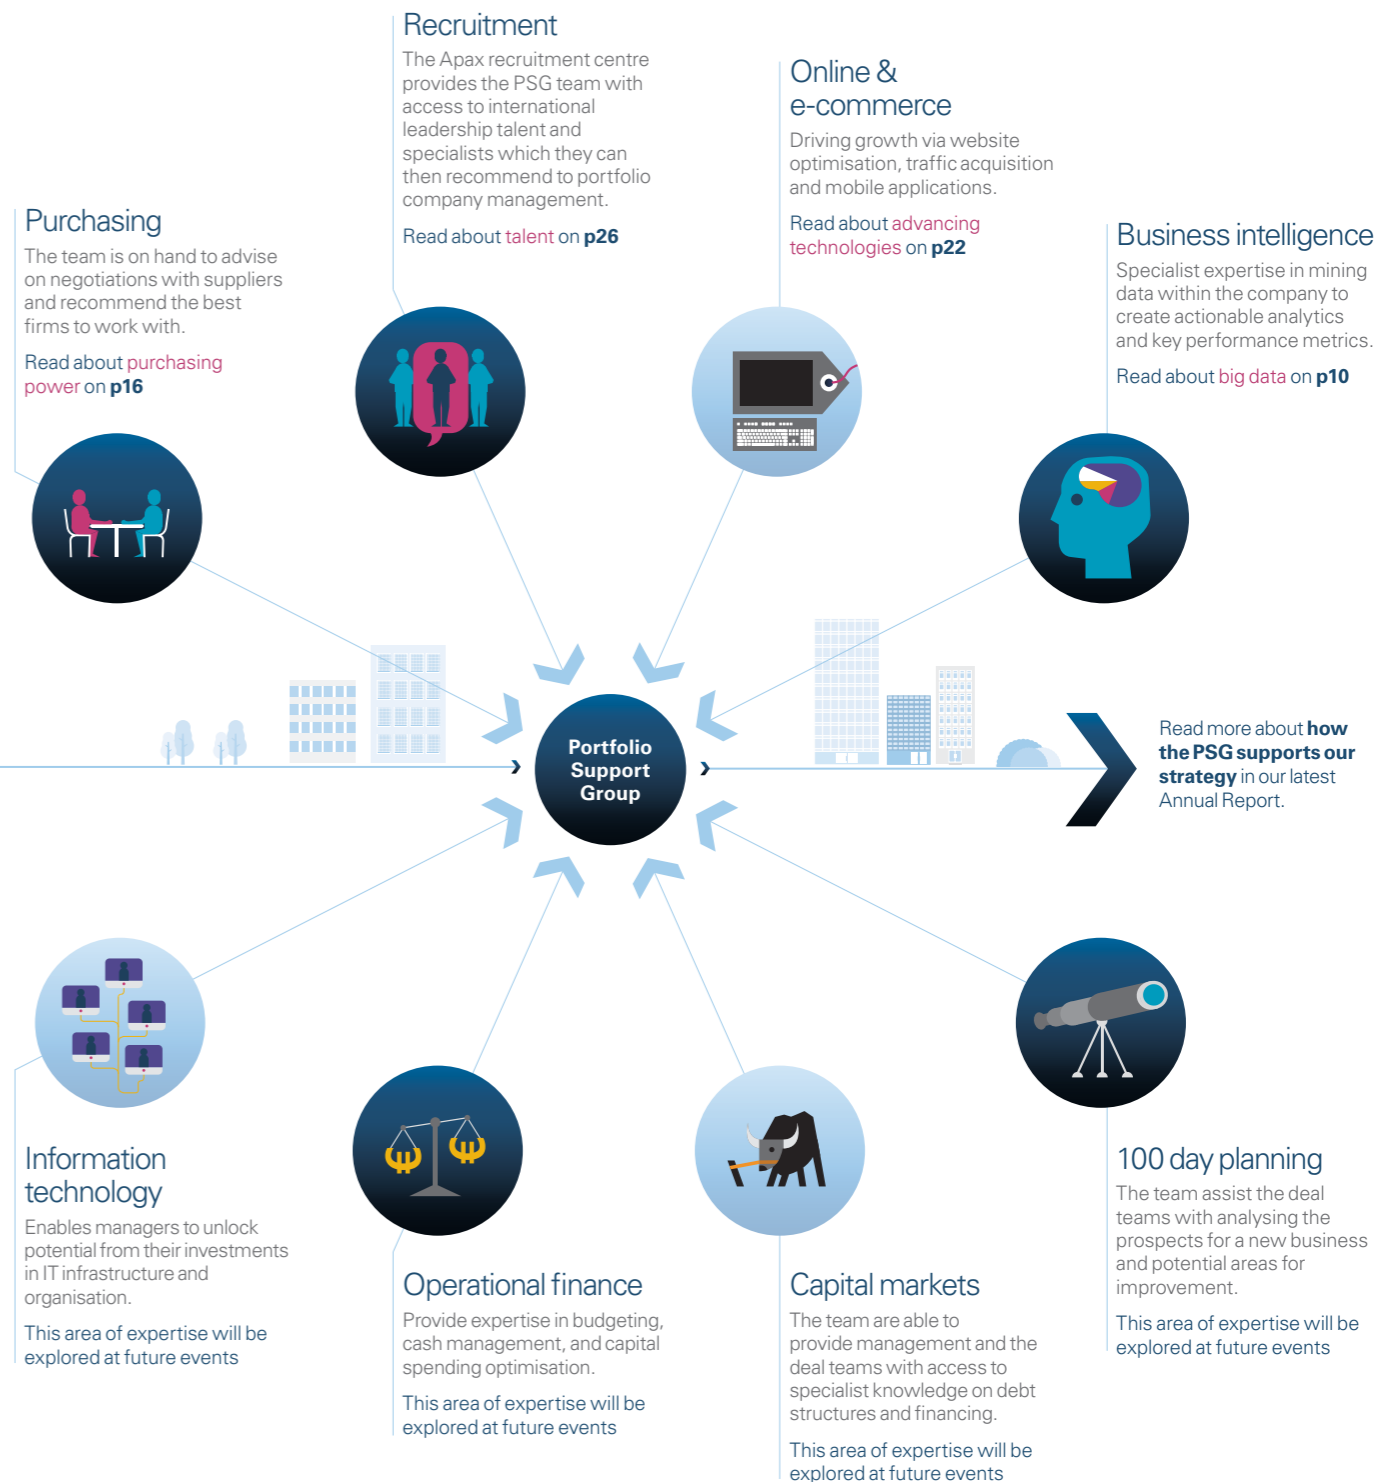 Recruitment
The Apax recruitment centre
provides the PSG team with
access to international
leadership talent and
specialists which they can
then recommend to portfolio
company management.
Read about talent on p26
Online &
e-commerce
Driving growth via website
optimisation, traffic acquisition
and mobile applications.
Read about advancing
technologies on p22
Purchasing
The team is on hand to advise
on negotiations with suppliers
and recommend the best
firms to work with.
Read about purchasing
power on p16
Business intelligence
Specialist expertise in mining
data within the company to
create actionable analytics
and key performance metrics.
Read about big data on p10
Portfolio
Support
Group
Read more about how
the PSG supports our
strategy in our latest
Annual Report.
Information
technology
Enables managers to unlock
potential from their investments
in IT infrastructure and
organisation.
This area of expertise will be
explored at future events
Operational finance
Provide expertise in budgeting,
cash management, and capital
spending optimisation.
This area of expertise will be
explored at future events
Capital markets
The team are able to
provide management and the
deal teams with access to
specialist knowledge on debt
structures and financing.
This area of expertise will be
explored at future events
100 day planning
The team assist the deal
teams with analysing the
prospects for a new business
and potential areas for
improvement.
This area of expertise will be
explored at future events